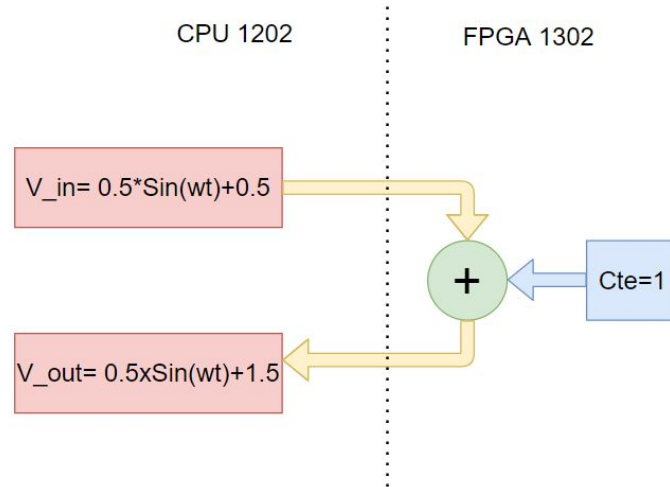 CPU 1202
FPGA 1302
V_in= 0.5*Sin(wt)+0.5
+
Cte=1
V_out= 0.5xSin(wt)+1.5